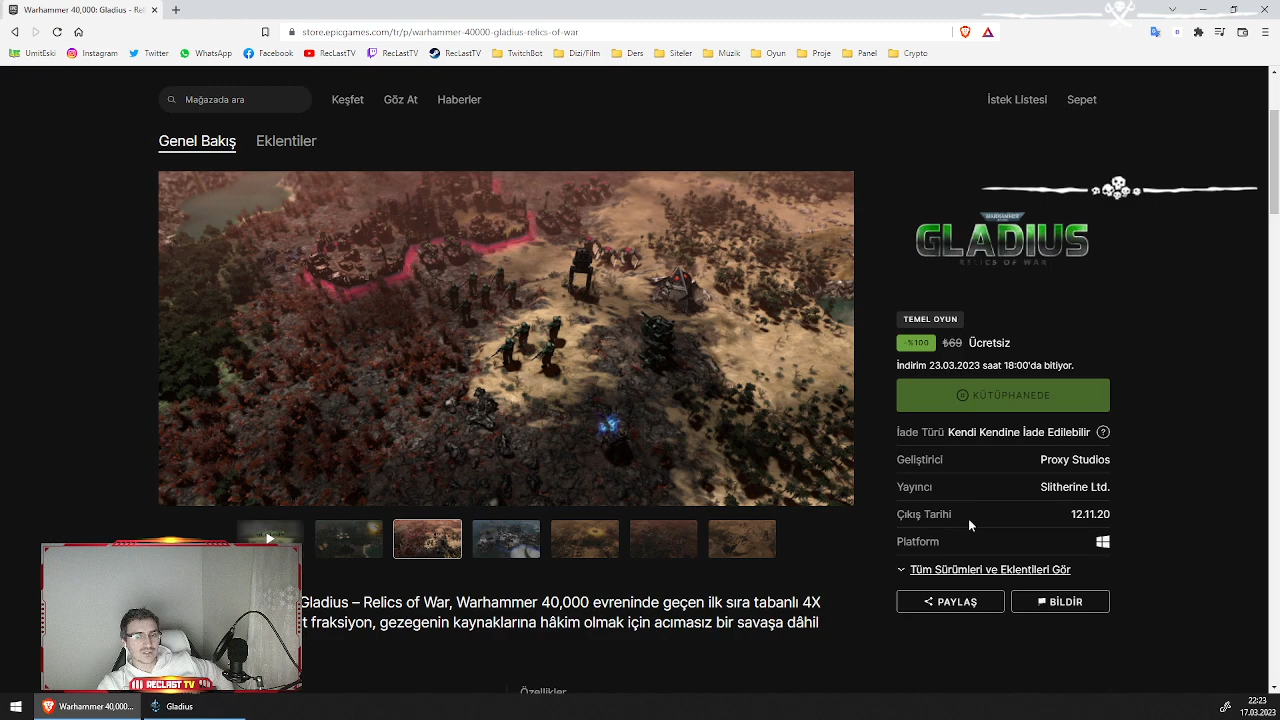 Warhammer 40,000: Gladius - Rel
store.epicgames.com/tr/p/warhammer-40000-gladius-relics-of-war
UmitSki
Instagram
Twitter
WhatsApp
Facebook
RecLastTV
RecLastTV
RecLastTV
TwitchBot
Dizi/Film
Ders
Siteler
Müzik
Oyun
Proje
Panel
Crypto
Mağazada ara
Keşfet
Göz At
Haberler
İstek Listesi
Sepet
Genel Bakış
Eklentiler
WARHAMMER
GLADIUS
RELICS OF WAR
TEMEL OYUN
-%100 ₺69 Ücretsiz
İndirim 23.03.2023 saat 18:00'da bitiyor.
KÜTÜPHANEDE
İade Türü Kendi Kendine İade Edilebilir
Geliştirici Proxy Studios
Yayıncı Slitherine Ltd.
Çıkış Tarihi 12.11.20
Platform
Tüm Sürümleri ve Eklentileri Gör
PAYLAŞ
BİLDİR
Gladius – Relics of War, Warhammer 40,000 evreninde geçen ilk sıra tabanlı 4X
t fraksiyon, gezegenin kaynaklarına hâkim olmak için acımasız bir savaşa dâhil
Özellikler
RECLAST TV
Warhammer 40,000...
Gladius
22:23
17.03.2023